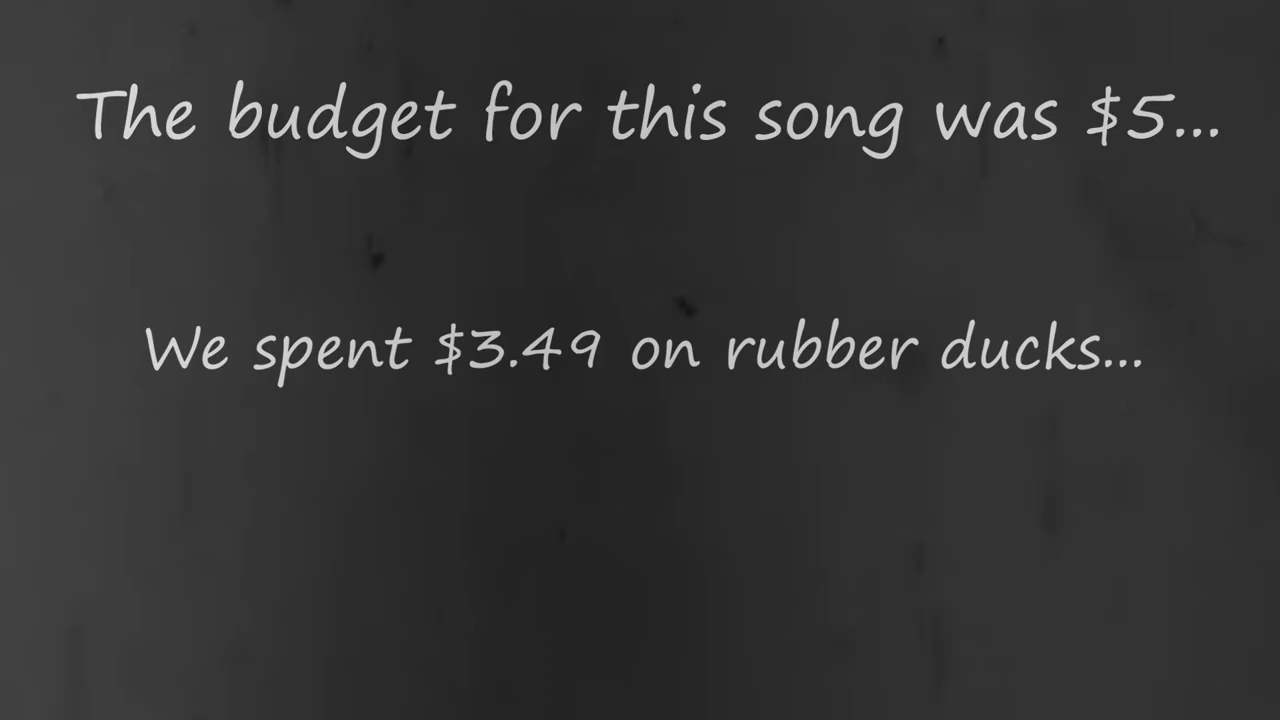 The budget for this song was $5...
We spent $3.49 on rubber ducks...